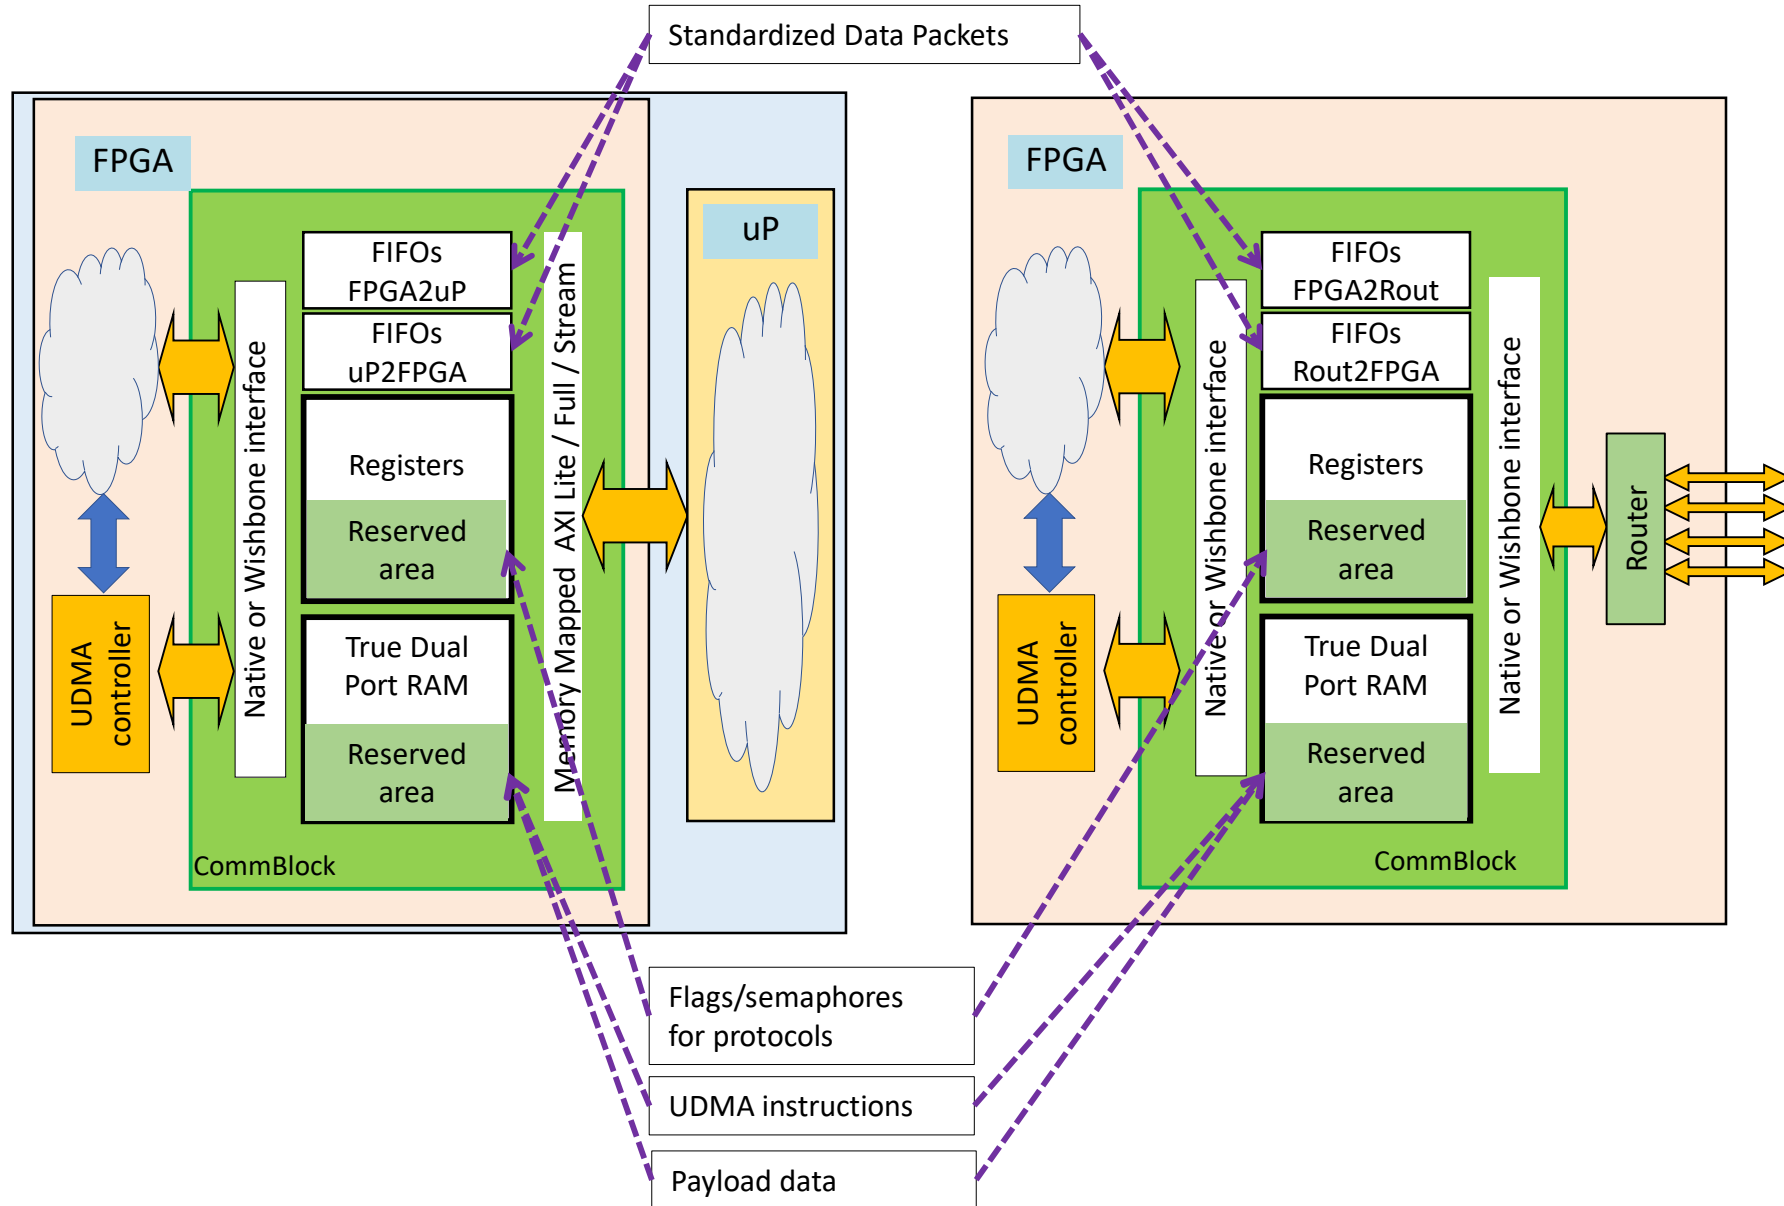 Standardized Data Packets
FPGA
FIFOs
FPGA2uP
FIFOs
uP2FPGA
Registers
Reserved
area
True Dual
Port RAM
Reserved
area
Native or Wishbone interface
Memory Mapped  AXI Lite / Full / Stream
UDMA
controller
CommBlock
uP
FPGA
FIFOs
FPGA2Rout
FIFOs
Rout2FPGA
Registers
Reserved
area
True Dual
Port RAM
Reserved
area
Native or Wishbone interface
Native or Wishbone interface
UDMA
controller
CommBlock
Router
Flags/semaphores
for protocols
UDMA instructions
Payload data